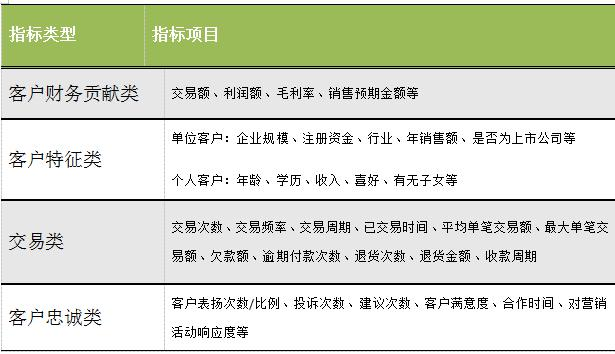 指标类型 指标项目
客户财务贡献类 交易额、利润额、毛利率、销售预期金额等
客户特征类
单位客户：企业规模、注册资金、行业、年销售额、是否为上市公司等
个人客户：年龄、学历、收入、喜好、有无子女等
交易类
交易次数、交易频率、交易周期、已交易时间、平均单笔交易额、最大单笔交
易额、欠款额、逾期付款次数、退货次数、退货金额、收款周期
客户忠诚类
客户表扬次数/比例、投诉次数、建议次数、客户满意度、合作时间、对营销
活动响应度等